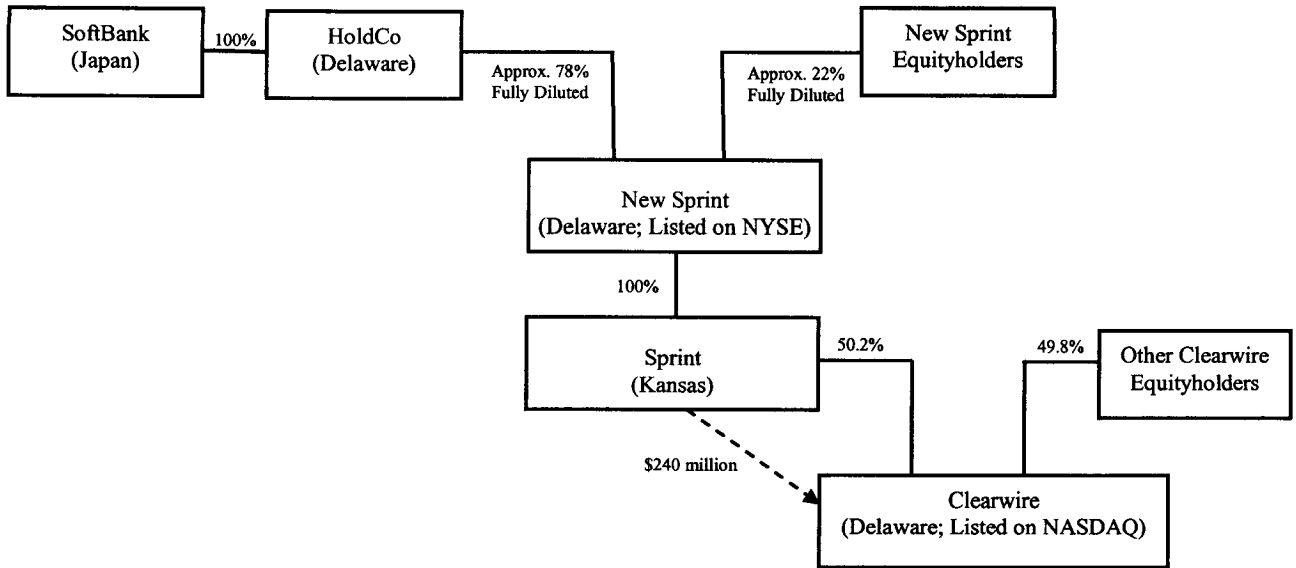 SoftBank
(Japan)
100%
HoldCo
(Delaware)
Approx. 78%
Fully Diluted
Approx. 22%
Fully Diluted
New Sprint
Equityholders
New Sprint
(Delaware; Listed on NYSE)
100%
Sprint
(Kansas)
50.2%
49.8%
Other Clearwire
Equityholders
$240 million
Clearwire
(Delaware; Listed on NASDAQ)